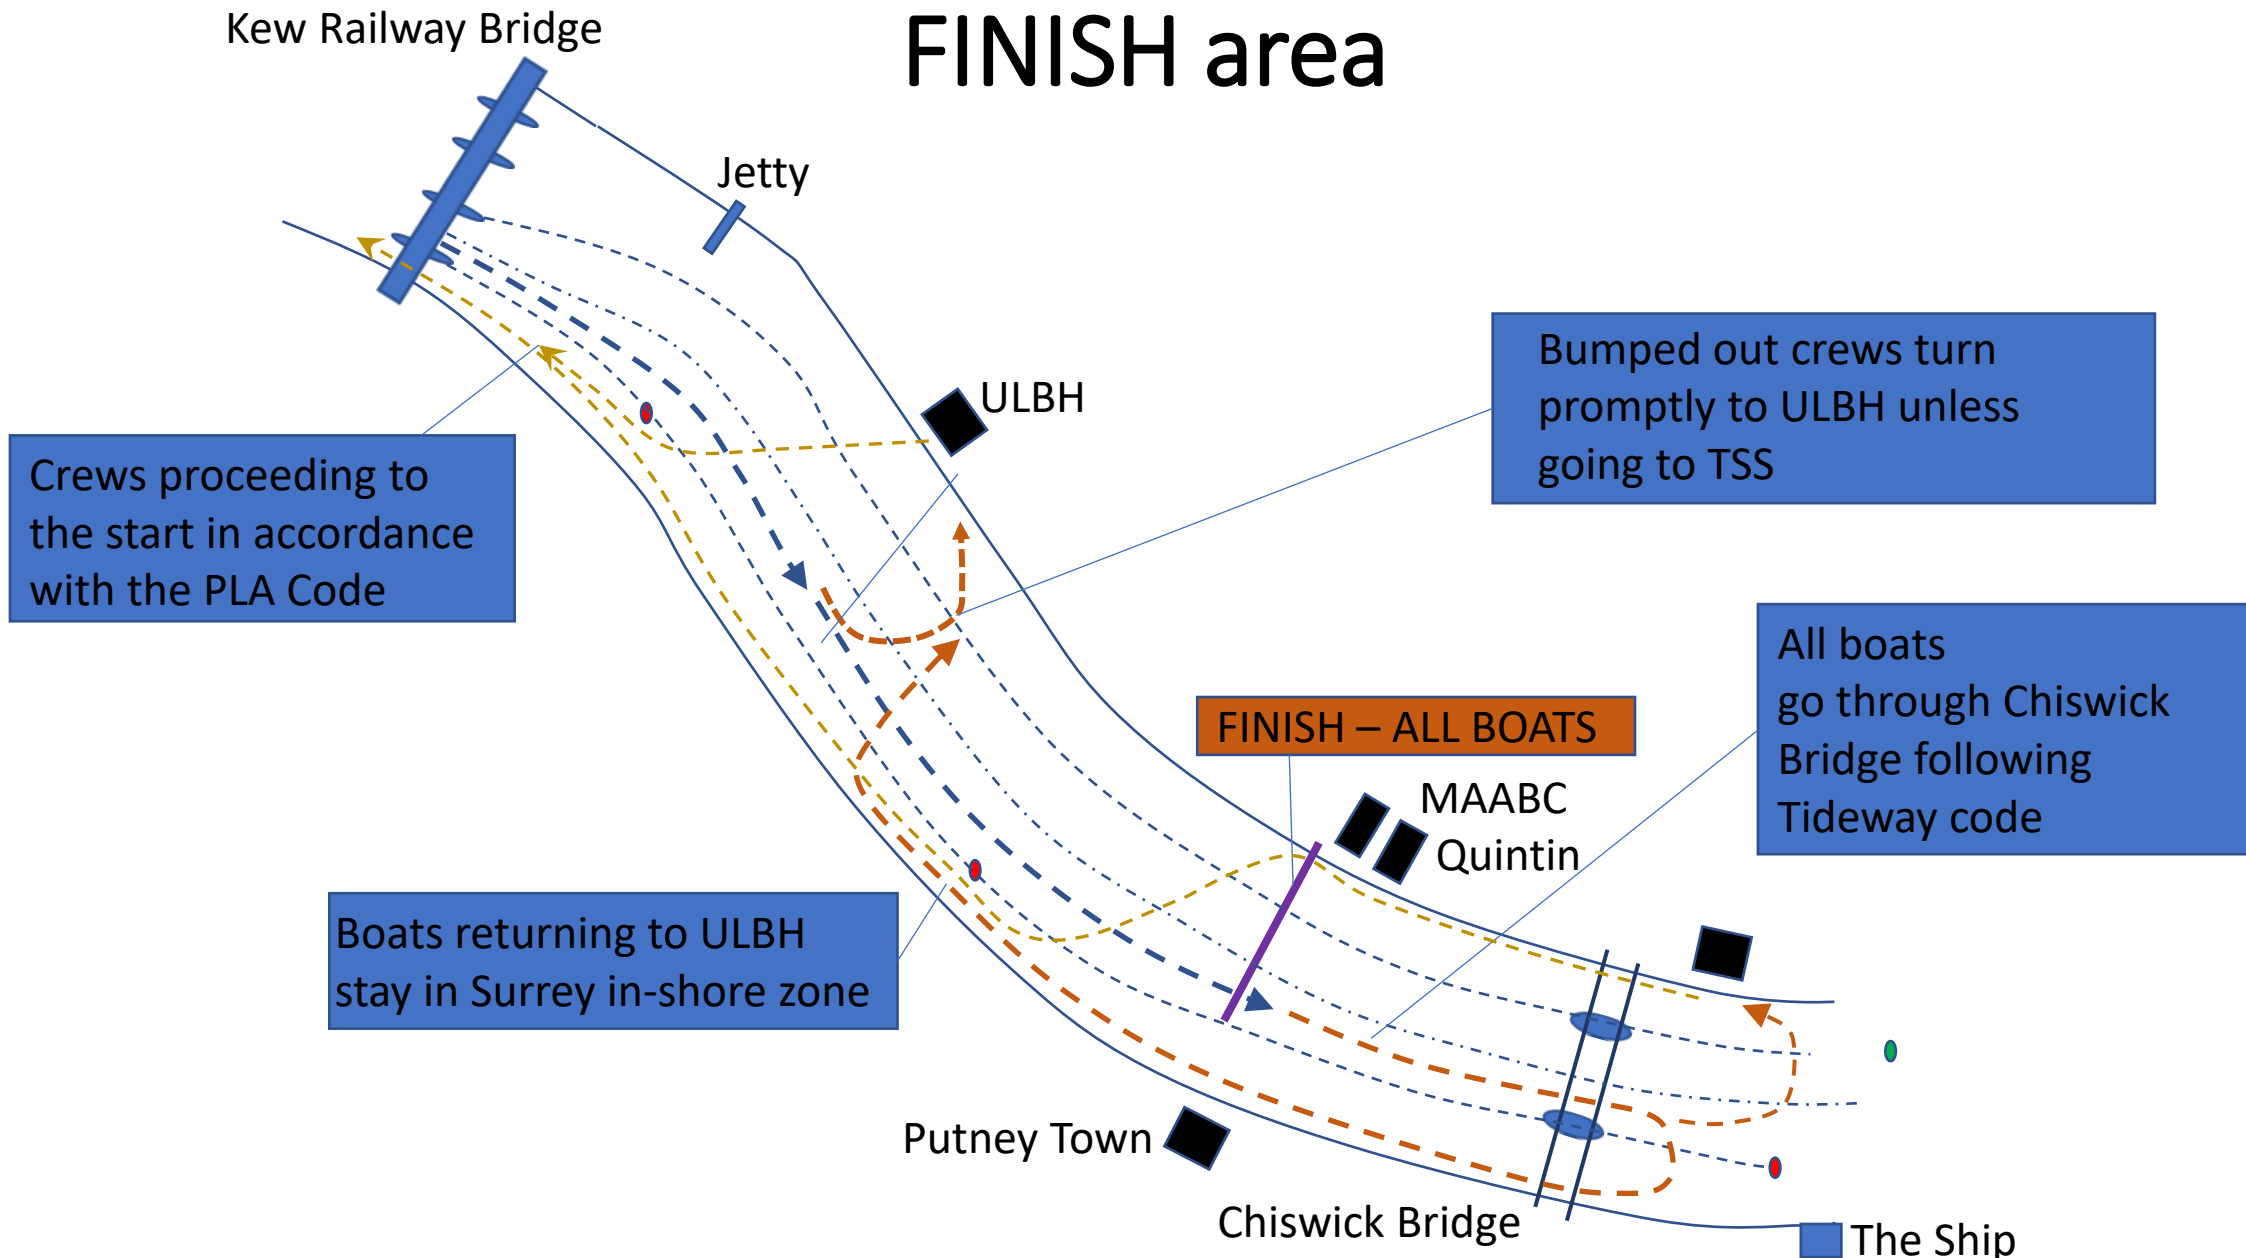 FINISH area
Kew Railway Bridge
Jetty
ULBH
Bumped out crews turn
promptly to ULBH unless
going to TSS
Crews proceeding to
the start in accordance
with the PLA Code
All boats
go through Chiswick
Bridge following
Tideway code
FINISH – ALL BOATS
MAABC
Quintin
Boats returning to ULBH
stay in Surrey in-shore zone
Putney Town
Chiswick Bridge
The Ship